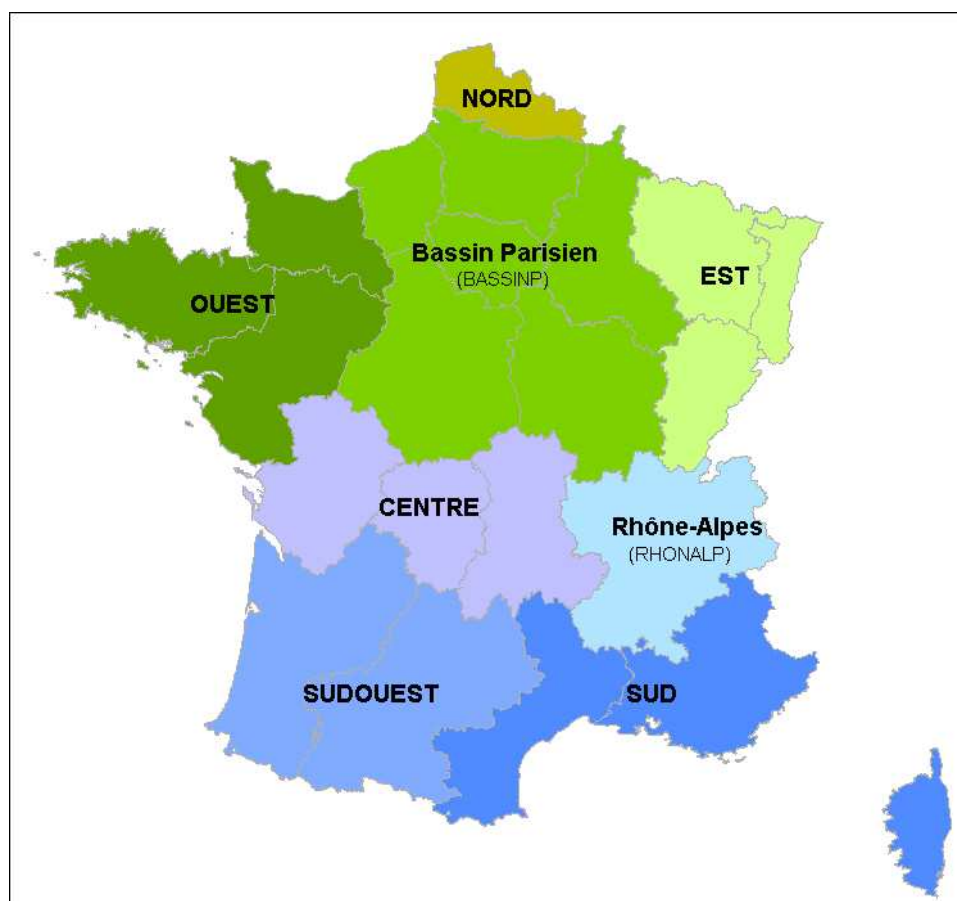 NORD
Bassin Parisien
(BASSINP)
EST
OUEST
CENTRE
Rhône-Alpes
(RHONALP)
SUDOUEST
SUD